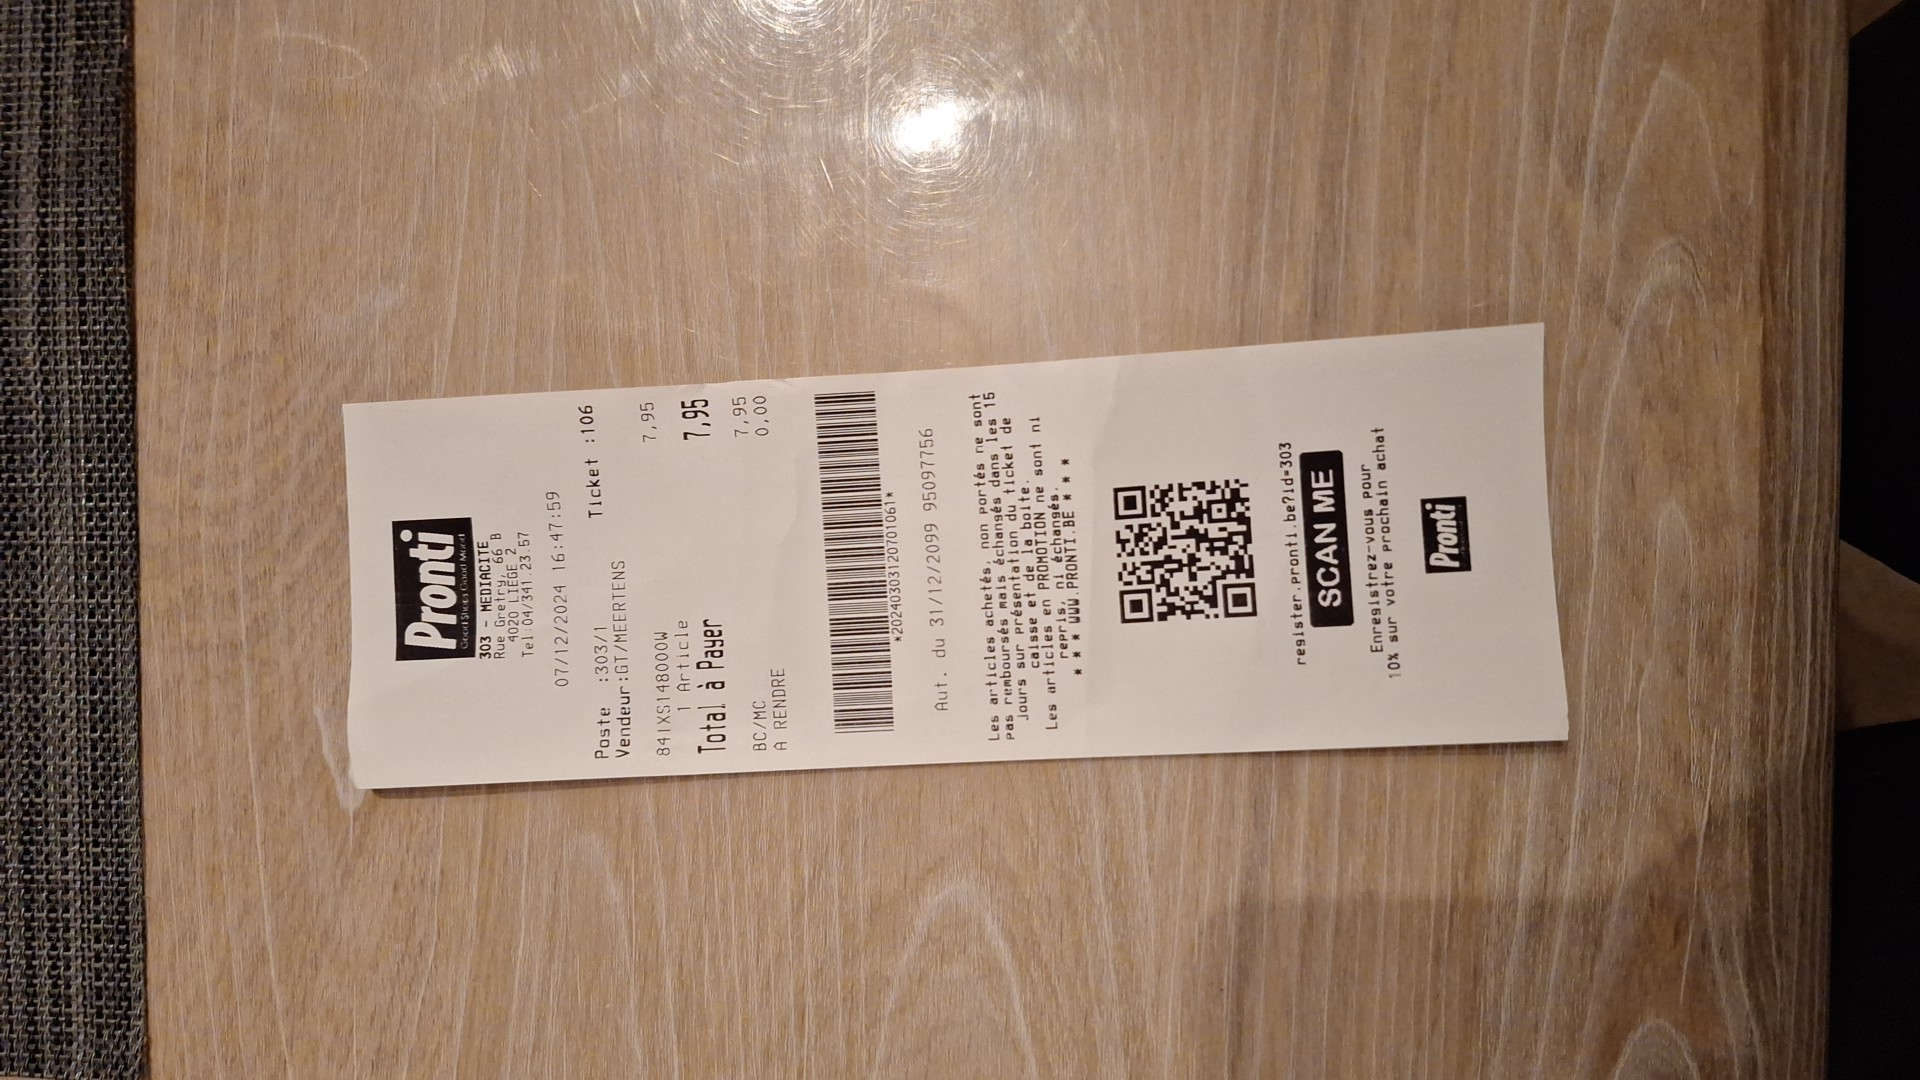 Pronti
Good Shoes Good Mood
303 - MEDIACITE
Rue Gretry, 66 B
4020 LIEGE 2
Tel:04/341.23.57
07/12/2024 16:47:59
Poste :303/1 Ticket :106
Vendeur:GT/MEERTENS
841XS148000W 7,95
1 Article
Total à Payer 7,95
BC/MC 7,95
A RENDRE 0,00
*20240303120701061*
Aut. du 31/12/2099 95097756
Les articles achetés, non portés ne sont
pas remboursés mais échangés dans les 15
jours sur présentation du ticket de
caisse et de la boite.
Les articles en PROMOTION ne sont ni
repris, ni échangés.
* * * WWW.PRONTI.BE * * *
register.pronti.be?id=303
SCAN ME
Enregistrez-vous pour
10% sur votre prochain achat
Pronti